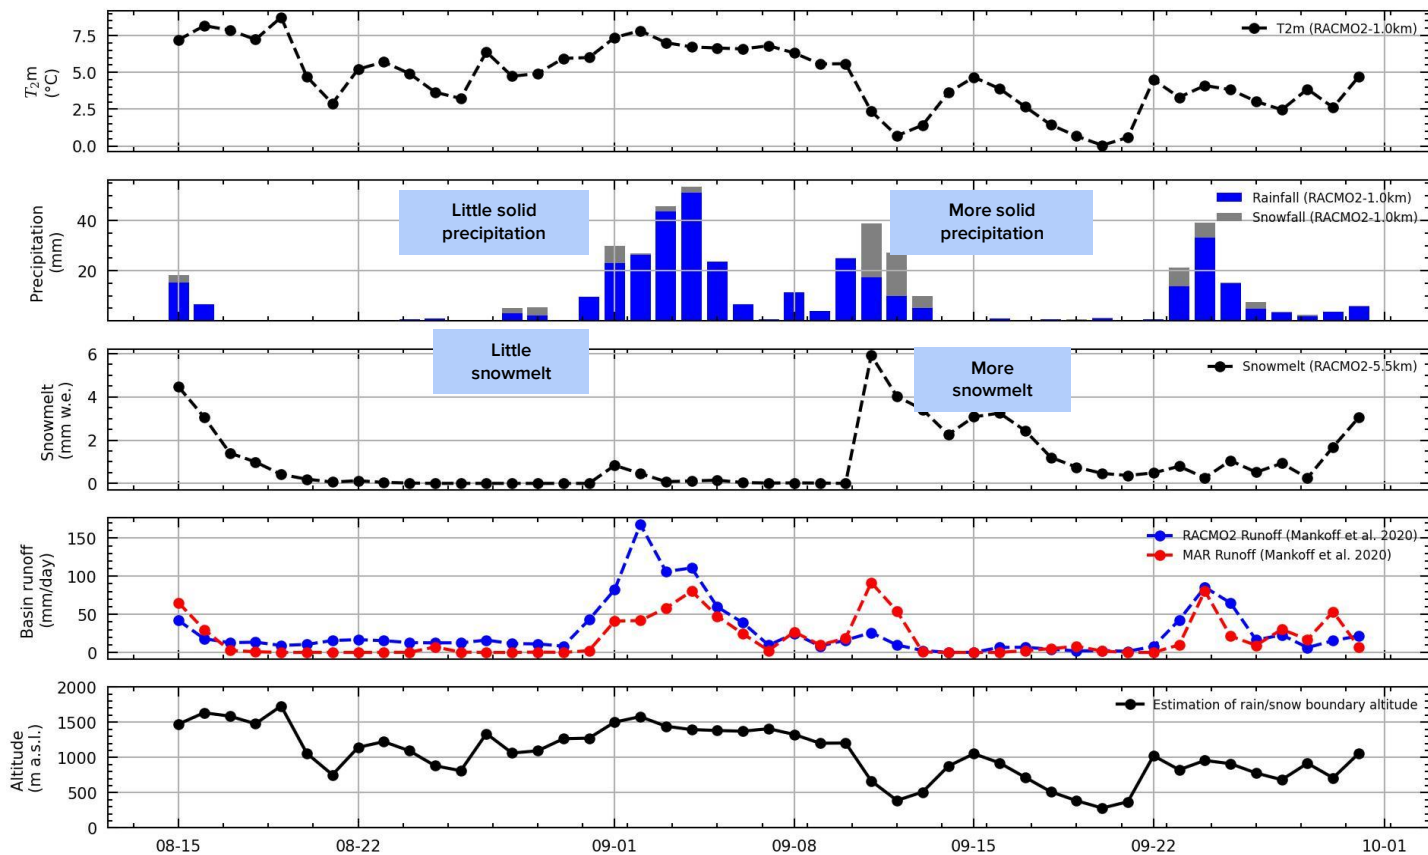 T₂m
(°C)
7.5
5.0
2.5
0.0
T2m (RACMO2-1.0km)
Precipitation
(mm)
40
20
Little solid
precipitation
More solid
precipitation
Rainfall (RACMO2-1.0km)
Snowfall (RACMO2-1.0km)
Snowmelt
(mm w.e.)
6
4
2
0
Little
snowmelt
More
snowmelt
Snowmelt (RACMO2-5.5km)
Basin runoff
(mm/day)
150
100
50
0
RACMO2 Runoff (Mankoff et al. 2020)
MAR Runoff (Mankoff et al. 2020)
Altitude
(m a.s.l.)
2000
1500
1000
500
0
Estimation of rain/snow boundary altitude
08-15 08-22 09-01 09-08 09-15 09-22 10-01